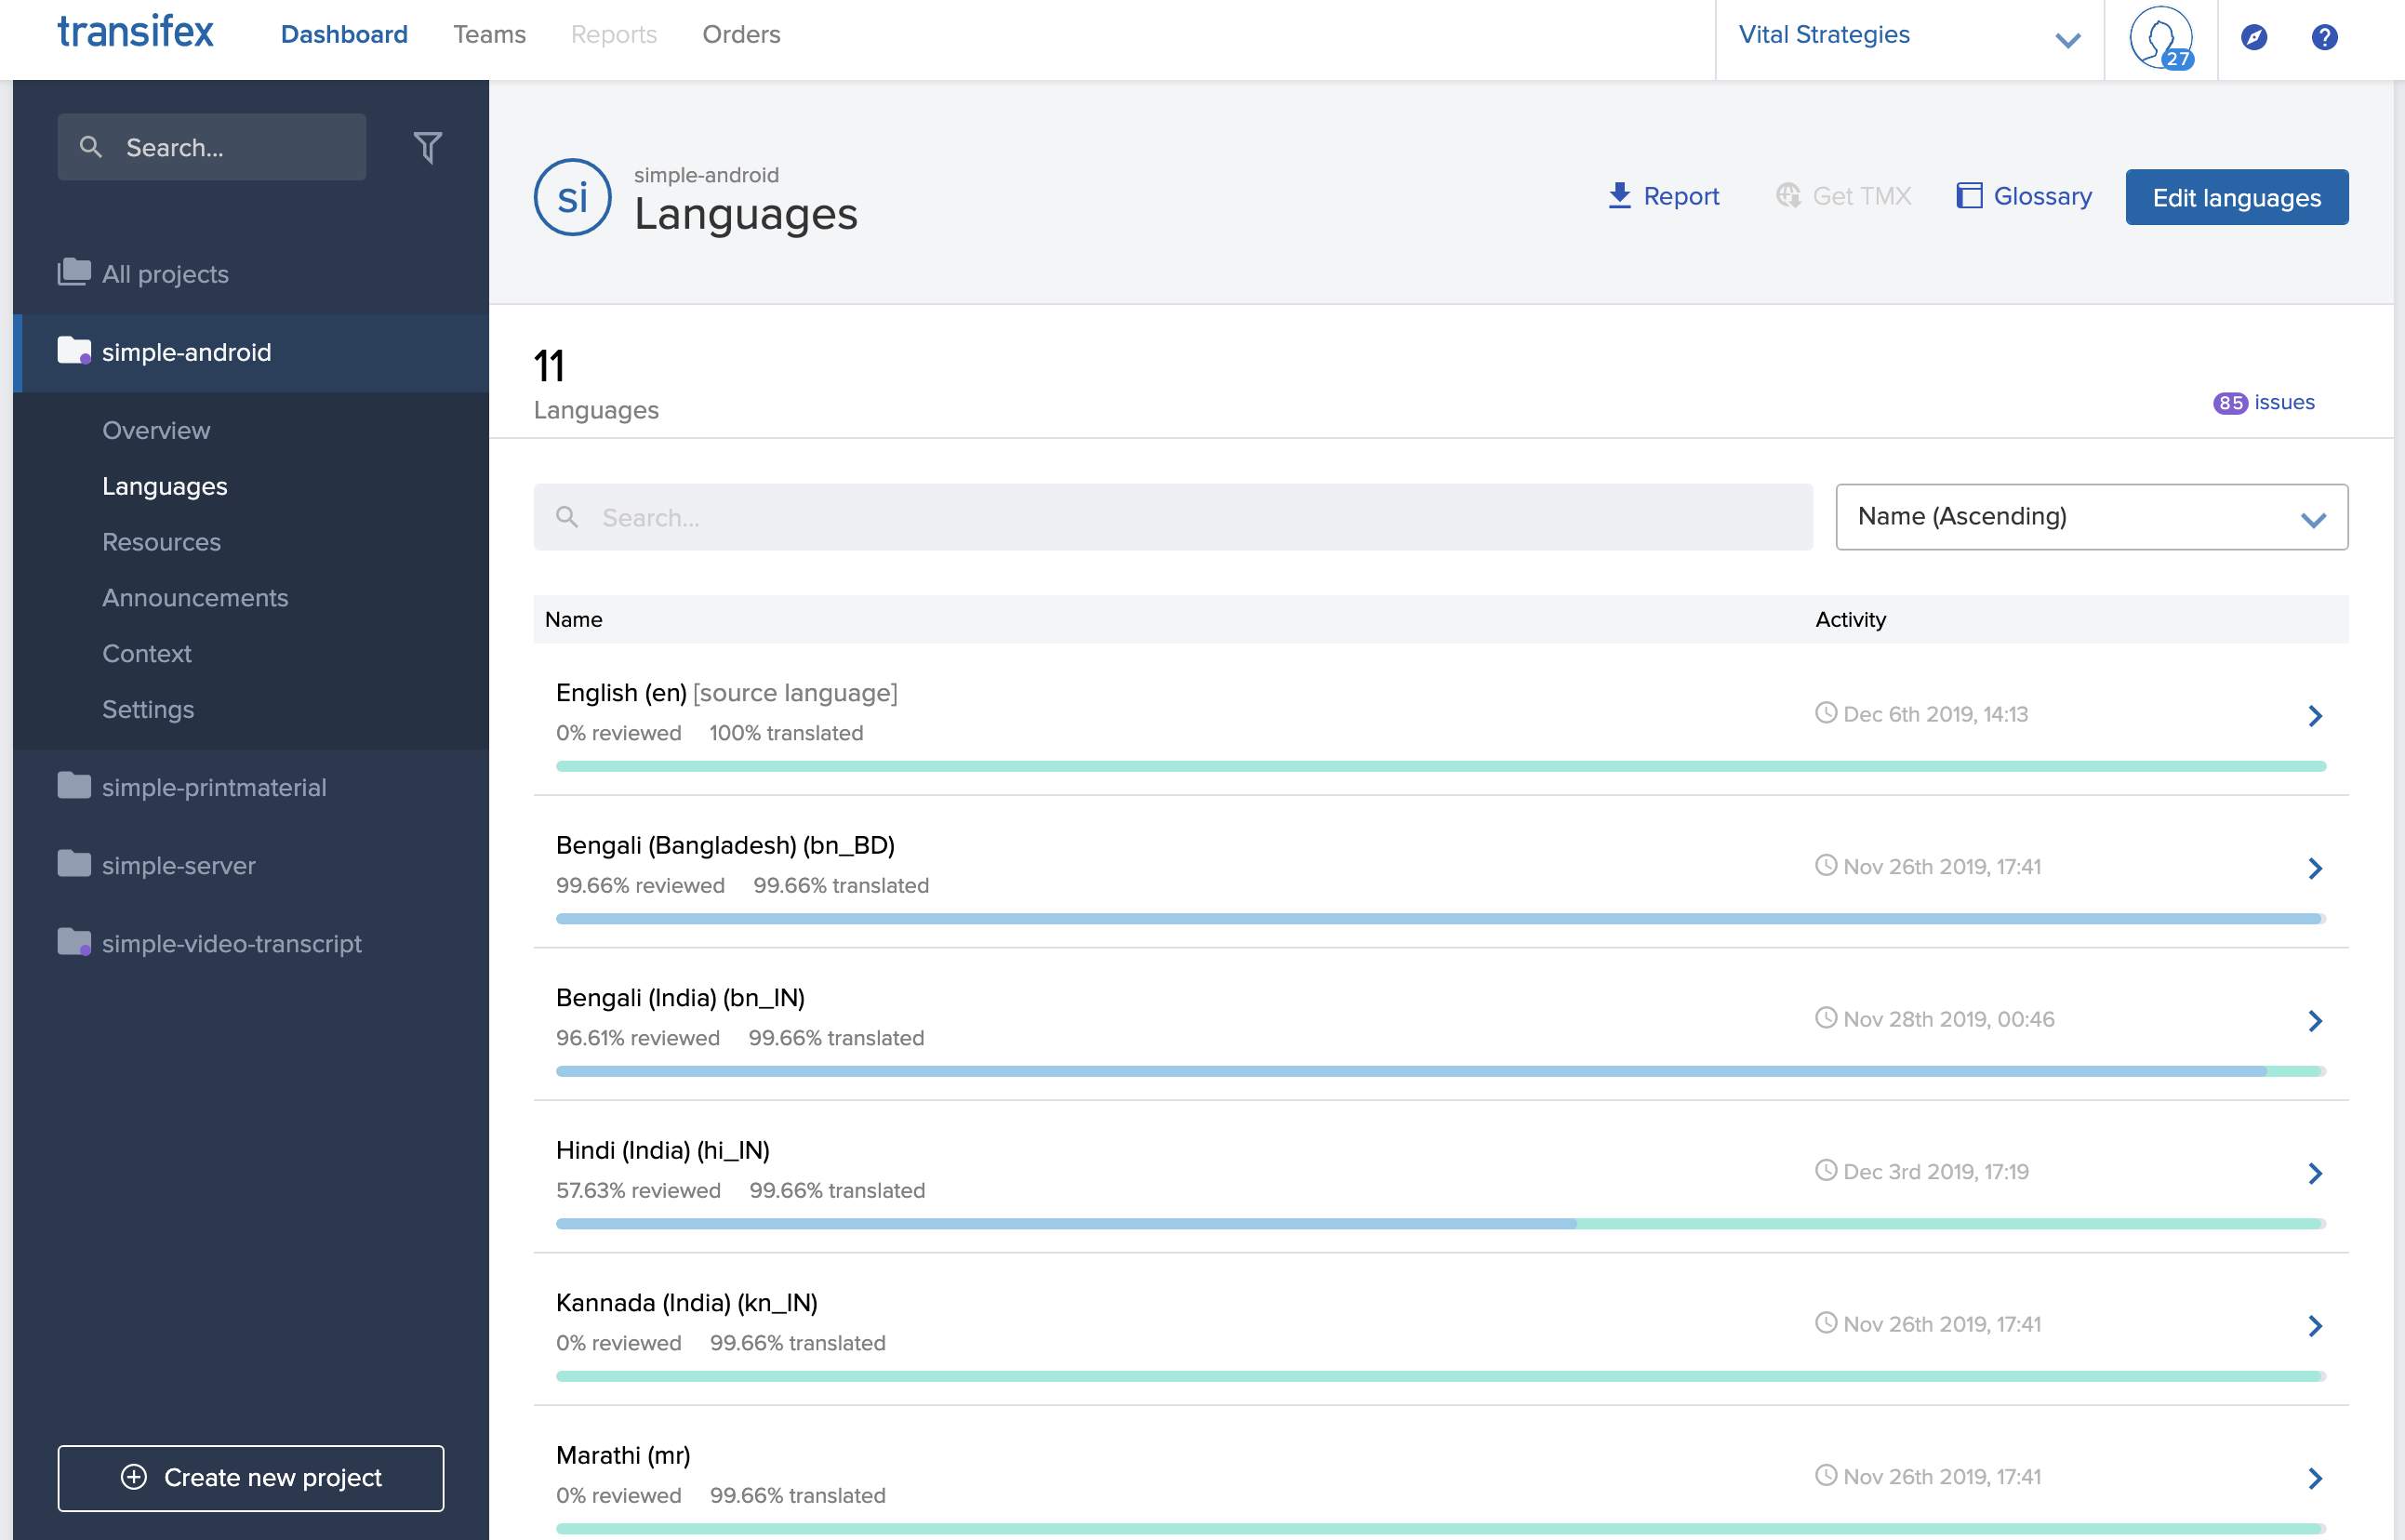 transifex
Dashboard Teams Reports Orders
Vital Strategies
27
?
Search...
All projects
simple-android
Overview
Languages
Resources
Announcements
Context
Settings
simple-printmaterial
simple-server
simple-video-transcript
Create new project
si
simple-android
Languages
Report Get TMX Glossary Edit languages
11
Languages
85 issues
Search...
Name (Ascending)
Name Activity
English (en) [source language]
0% reviewed 100% translated
Dec 6th 2019, 14:13
Bengali (Bangladesh) (bn_BD)
99.66% reviewed 99.66% translated
Nov 26th 2019, 17:41
Bengali (India) (bn_IN)
96.61% reviewed 99.66% translated
Nov 28th 2019, 00:46
Hindi (India) (hi_IN)
57.63% reviewed 99.66% translated
Dec 3rd 2019, 17:19
Kannada (India) (kn_IN)
0% reviewed 99.66% translated
Nov 26th 2019, 17:41
Marathi (mr)
0% reviewed 99.66% translated
Nov 26th 2019, 17:41